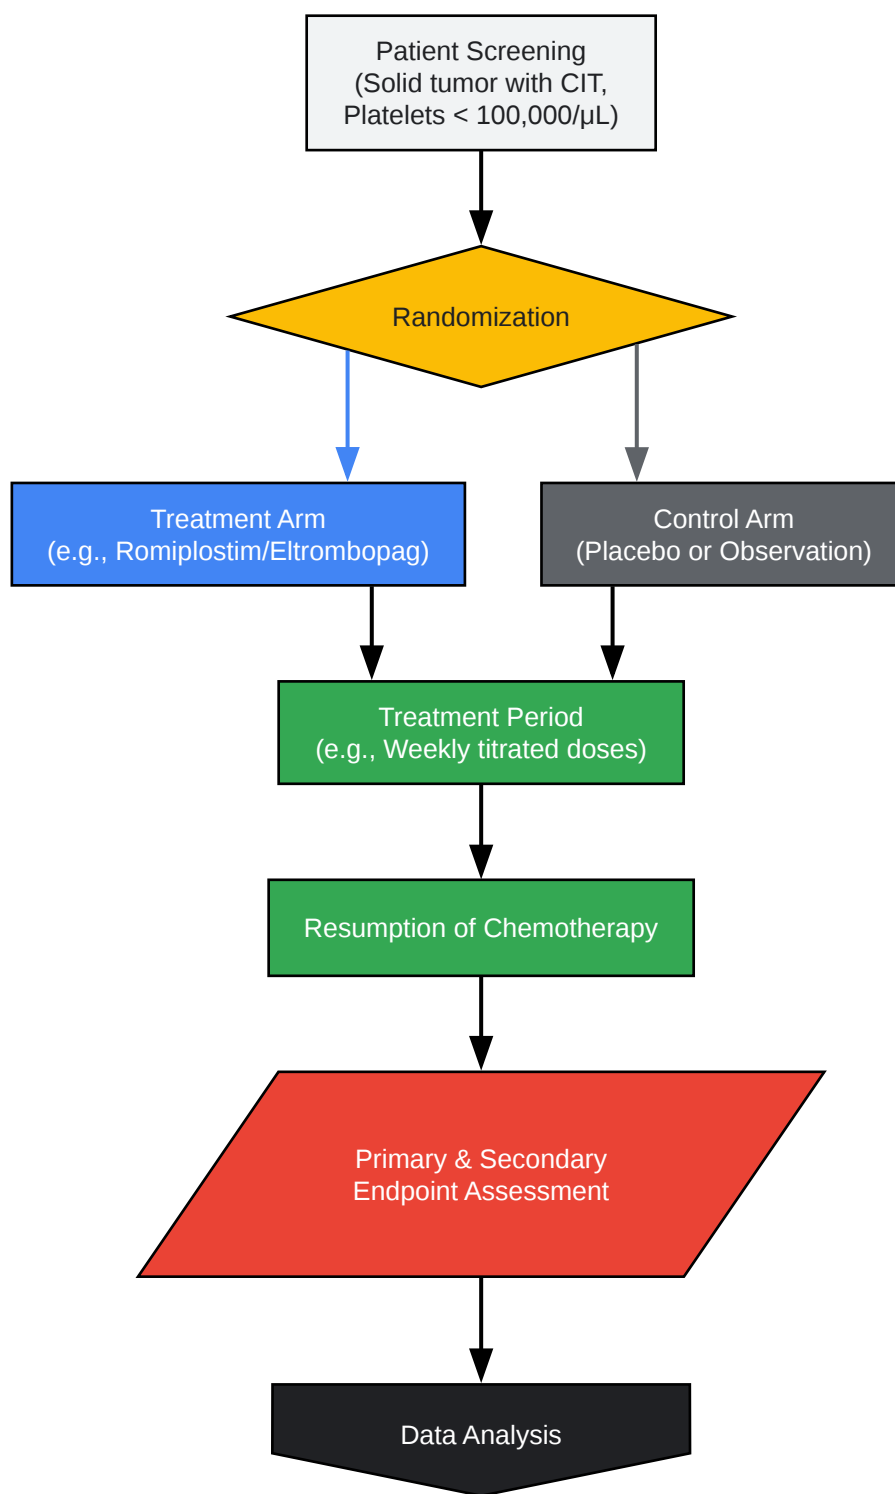 Patient Screening
(Solid tumor with CIT,
Platelets < 100,000/μL)
Randomization
Treatment Arm
(e.g., Romiplostim/Eltrombopag)
Control Arm
(Placebo or Observation)
Treatment Period
(e.g., Weekly titrated doses)
Resumption of Chemotherapy
Primary & Secondary
Endpoint Assessment
Data Analysis